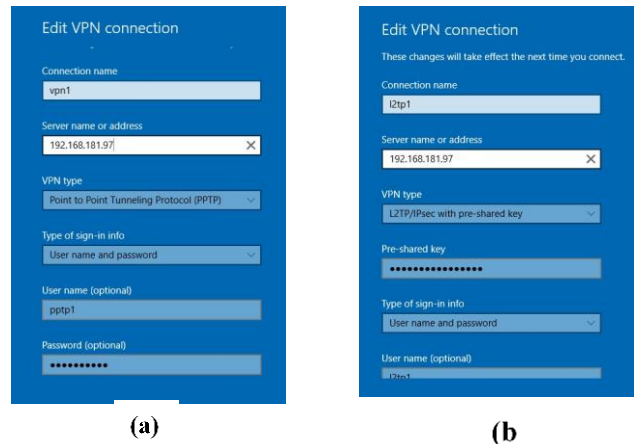 Edit VPN connection
Connection name
vpn1
Server name or address
192.168.181.97
VPN type
Point to Point Tunneling Protocol (PPTP)
Type of sign-in info
User name and password
User name (optional)
pptp1
Password (optional)
••••••••••
(a)
Edit VPN connection
These changes will take effect the next time you connect.
Connection name
l2tp1
Server name or address
192.168.181.97
VPN type
L2TP/IPsec with pre-shared key
Pre-shared key
••••••••••••••••
Type of sign-in info
User name and password
User name (optional)
l2tp1
(b